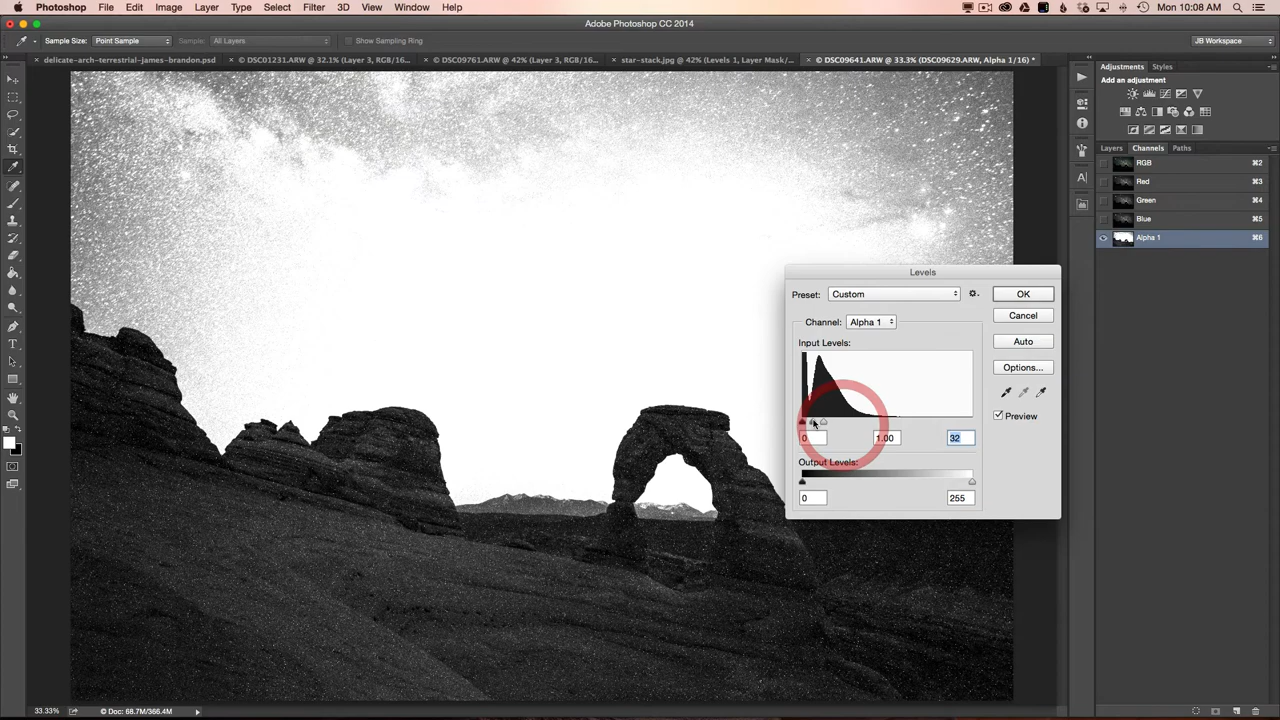 Photoshop File Edit Image Layer Type Select Filter 3D View Window Help Mon 10:08 AM
Adobe Photoshop CC 2014
Sample Size: Point Sample Sample: All Layers Show Sampling Ring JB Workspace
delicate-arch-terrestrial-james-brandon.psd © DSC01231.ARW @ 32.1% (Layer 3, RGB/16... © DSC09761.ARW @ 42% (Layer 3, RGB/16... star-stack.jpg @ 42% (Levels 1, Layer Mask/... © DSC09641.ARW @ 33.3% (DSC09629.ARW, Alpha 1/16) *
Adjustments Styles
Add an adjustment
Layers Channels Paths
RGB ⌘2
Red ⌘3
Green ⌘4
Blue ⌘5
Alpha 1 ⌘6
Levels
Preset: Custom OK
Cancel
Channel: Alpha 1
Input Levels: Auto
Options...
Preview
0 1.00 32
Output Levels:
0 255
33.33% Doc: 68.7M/366.4M